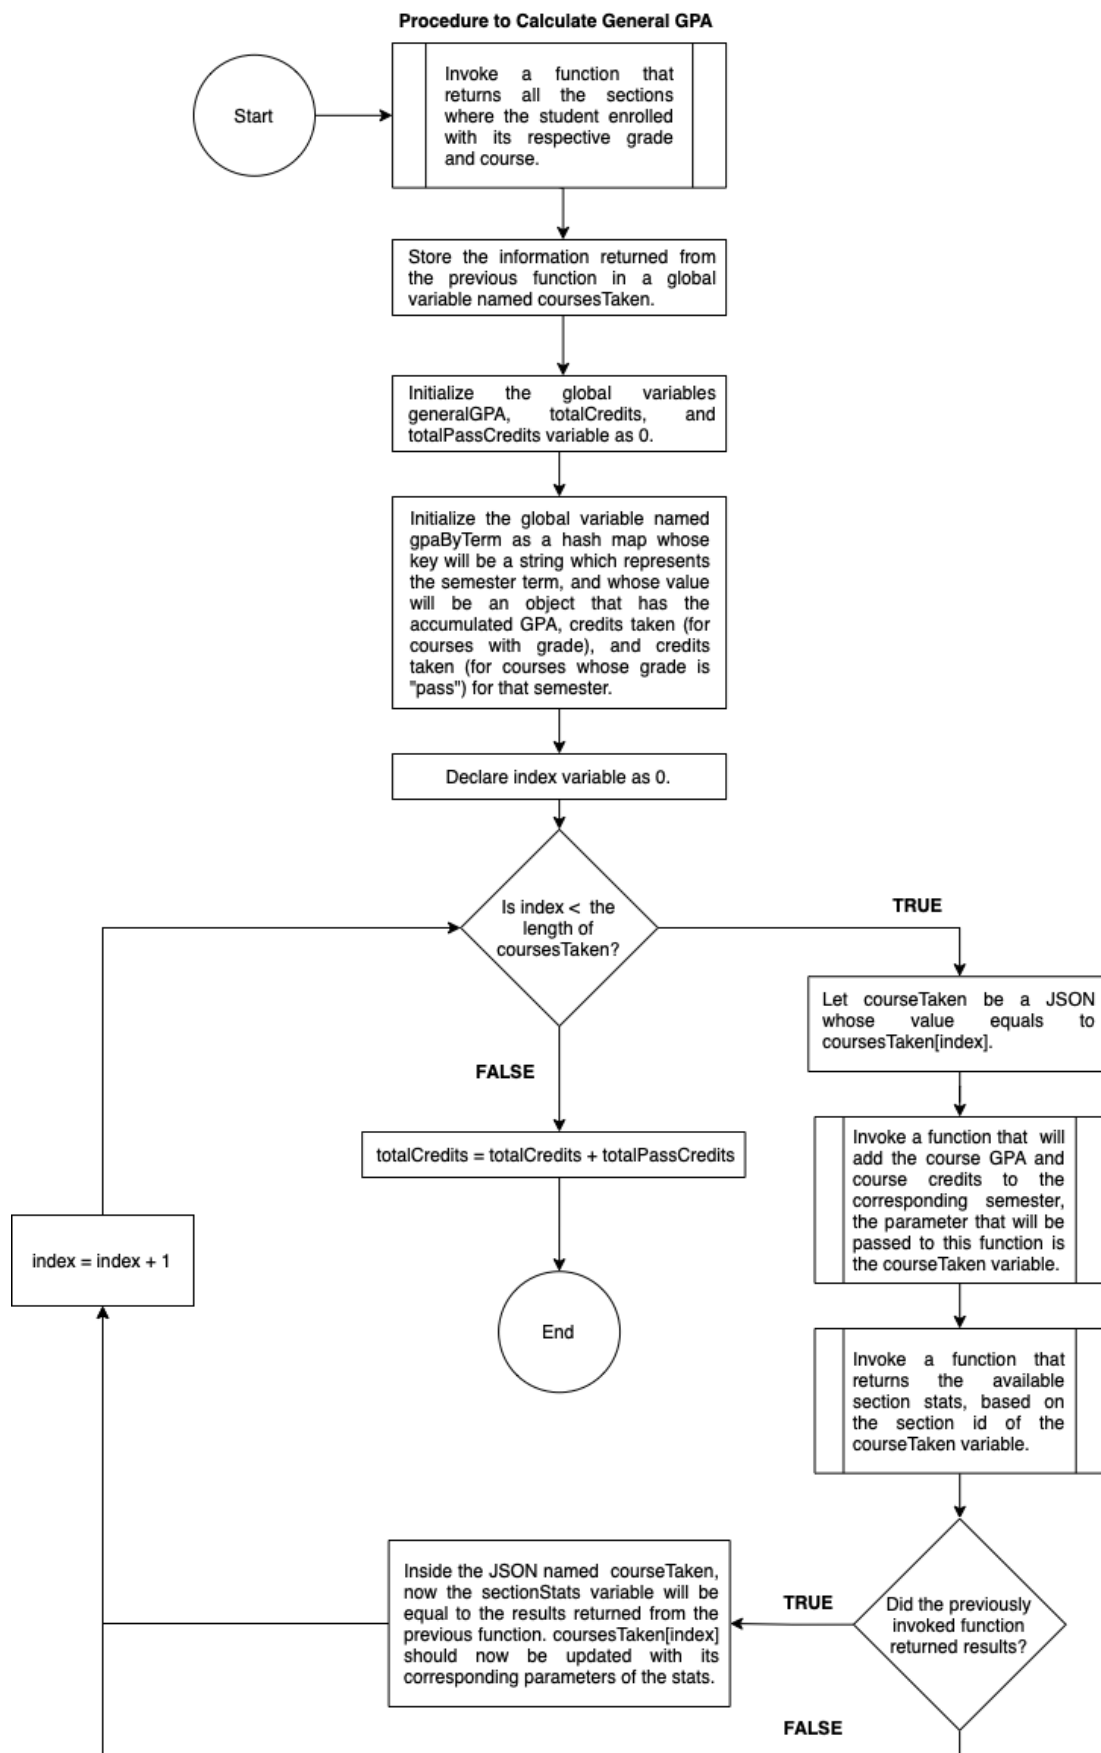 Procedure to Calculate General GPA
Start
Invoke a function that
returns all the sections
where the student enrolled
with its respective grade
and course.
Store the information returned from
the previous function in a global
variable named coursesTaken.
Initialize the global variables
generalGPA, totalCredits, and
totalPassCredits variable as 0.
Initialize the global variable named
gpaByTerm as a hash map whose
key will be a string which represents
the semester term, and whose value
will be an object that has the
accumulated GPA, credits taken (for
courses with grade), and credits
taken (for courses whose grade is
"pass") for that semester.
Declare index variable as 0.
Is index < the
length of
coursesTaken?
TRUE
Let courseTaken be a JSON
whose value equals to
coursesTaken[index].
FALSE
totalCredits = totalCredits + totalPassCredits
Invoke a function that will
add the course GPA and
course credits to the
corresponding semester,
the parameter that will be
passed to this function is
the courseTaken variable.
index = index + 1
End
Invoke a function that
returns the available
section stats, based on
the section id of the
courseTaken variable.
Did the previously
invoked function
returned results?
TRUE
Inside the JSON named courseTaken,
now the sectionStats variable will be
equal to the results returned from the
previous function. coursesTaken[index]
should now be updated with its
corresponding parameters of the stats.
FALSE